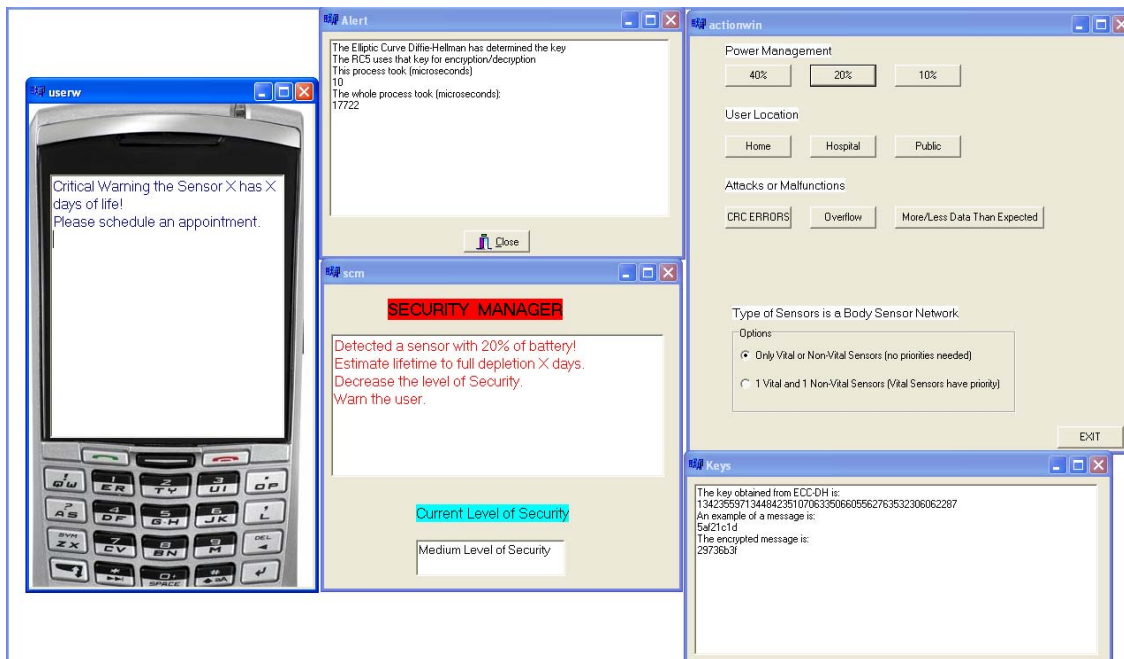 userw
Critical Warning the Sensor X has X
days of life!
Please schedule an appointment.
Alert
The Elliptic Curve Diffie-Hellman has determined the key
The RC5 uses that key for encryption/decryption
This process took (microseconds)
10
The whole process took (microseconds):
17722
Close
scm
SECURITY MANAGER
Detected a sensor with 20% of battery!
Estimate lifetime to full depletion X days.
Decrease the level of Security.
Warn the user.
Current Level of Security
Medium Level of Security
actionwin
Power Management
40% 20% 10%
User Location
Home Hospital Public
Attacks or Malfunctions
CRC ERRORS Overflow More/Less Data Than Expected
Type of Sensors is a Body Sensor Network
Options
Only Vital or Non-Vital Sensors (no priorities needed)
1 Vital and 1 Non-Vital Sensors (Vital Sensors have priority)
EXIT
Keys
The key obtained from ECC-DH is:
An example of a message is:
5af21c1d
The encrypted message is:
29736b3f